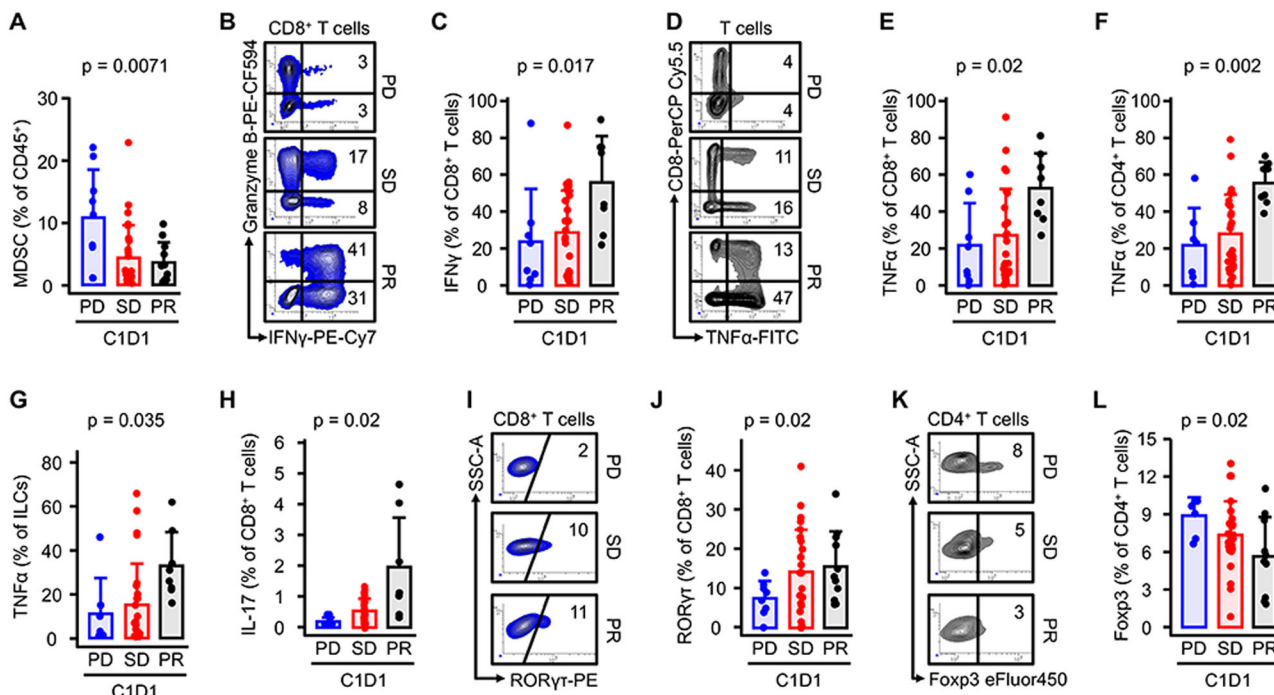 A
p = 0.0071
MDSC (% of CD45⁺)
30
20
10
0
PD SD PR
C1D1
B
CD8⁺ T cells
Granzyme B-PE-CF594
3
3
PD
17
8
SD
41
31
PR
IFNγ-PE-Cy7
C
p = 0.017
IFNγ (% of CD8⁺ T cells)
100
80
60
40
20
0
PD SD PR
C1D1
D
T cells
CD8-PerCP Cy5.5
4
4
PD
11
16
SD
13
47
PR
TNFα-FITC
E
p = 0.02
TNFα (% of CD8⁺ T cells)
100
80
60
40
20
0
PD SD PR
C1D1
F
p = 0.002
TNFα (% of CD4⁺ T cells)
100
80
60
40
20
0
PD SD PR
C1D1
G
p = 0.035
TNFα (% of ILCs)
100
80
60
40
20
0
PD SD PR
C1D1
H
p = 0.02
IL-17 (% of CD8⁺ T cells)
6
5
4
3
2
1
0
PD SD PR
C1D1
I
CD8⁺ T cells
SSC-A
2
PD
10
SD
11
PR
RORγτ-PE
J
p = 0.02
RORγτ (% of CD8⁺ T cells)
40
30
20
10
0
PD SD PR
C1D1
K
CD4⁺ T cells
SSC-A
8
PD
5
SD
3
PR
Foxp3 eFluor450
L
p = 0.02
Foxp3 (% of CD4⁺ T cells)
15
12
9
6
3
0
PD SD PR
C1D1